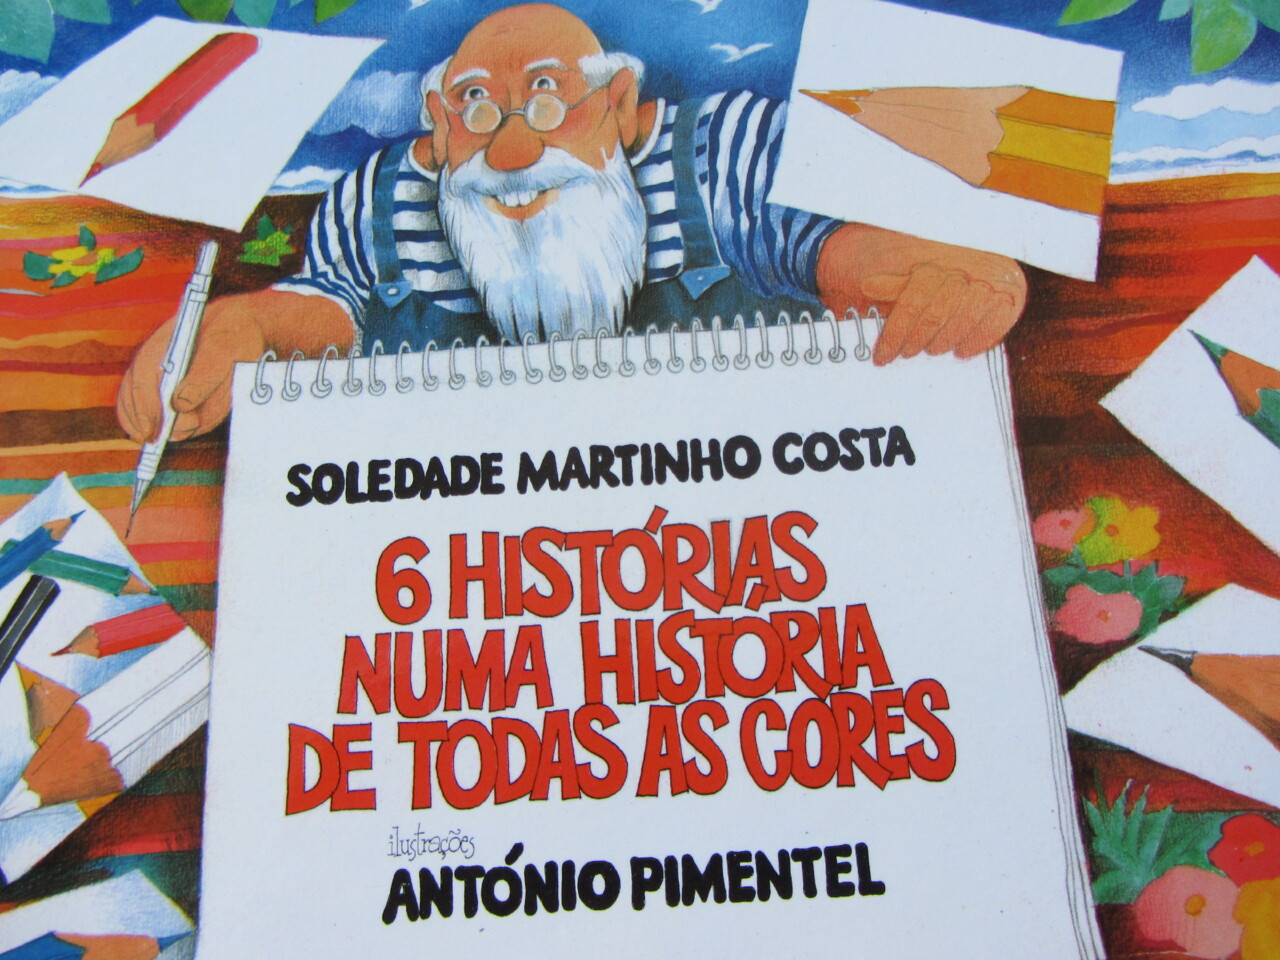 SOLEDADE MARTINHO COSTA
6 HISTÓRIAS
NUMA HISTÓRIA
DE TODAS AS CORES
ilustrações
ANTÓNIO PIMENTEL